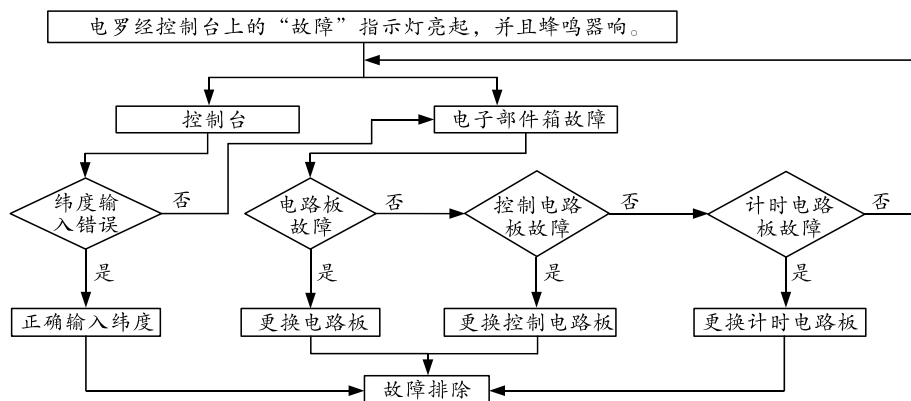 电罗经控制台上的“故障”指示灯亮起，并且蜂鸣器响。
控制台
电子部件箱故障
纬度输
入错误
否
电路板
故障
否
控制电路
板故障
否
计时电路
板故障
否
是
是
是
是
正确输入纬度
更换电路板
更换控制电路板
更换计时电路板
故障排除